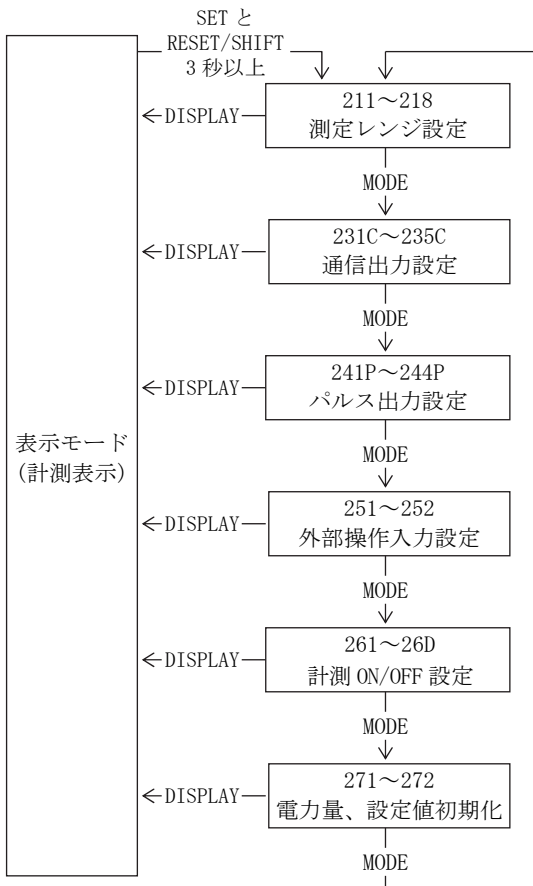 SET と
RESET/SHIFT
3 秒以上
211～218
測定レンジ設定
DISPLAY
MODE
231C～235C
通信出力設定
DISPLAY
MODE
241P～244P
パルス出力設定
DISPLAY
MODE
表示モード
(計測表示)
251～252
外部操作入力設定
DISPLAY
MODE
261～26D
計測 ON/OFF 設定
DISPLAY
MODE
271～272
電力量、設定値初期化
DISPLAY
MODE